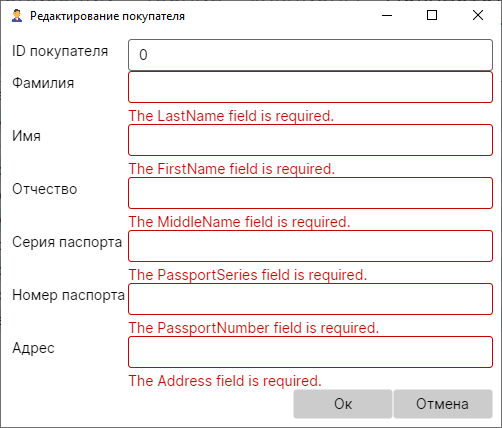 Редактирование покупателя
ID покупателя 0
Фамилия
The LastName field is required.
Имя
The FirstName field is required.
Отчество
The MiddleName field is required.
Серия паспорта
The PassportSeries field is required.
Номер паспорта
The PassportNumber field is required.
Адрес
The Address field is required.
Ок Отмена